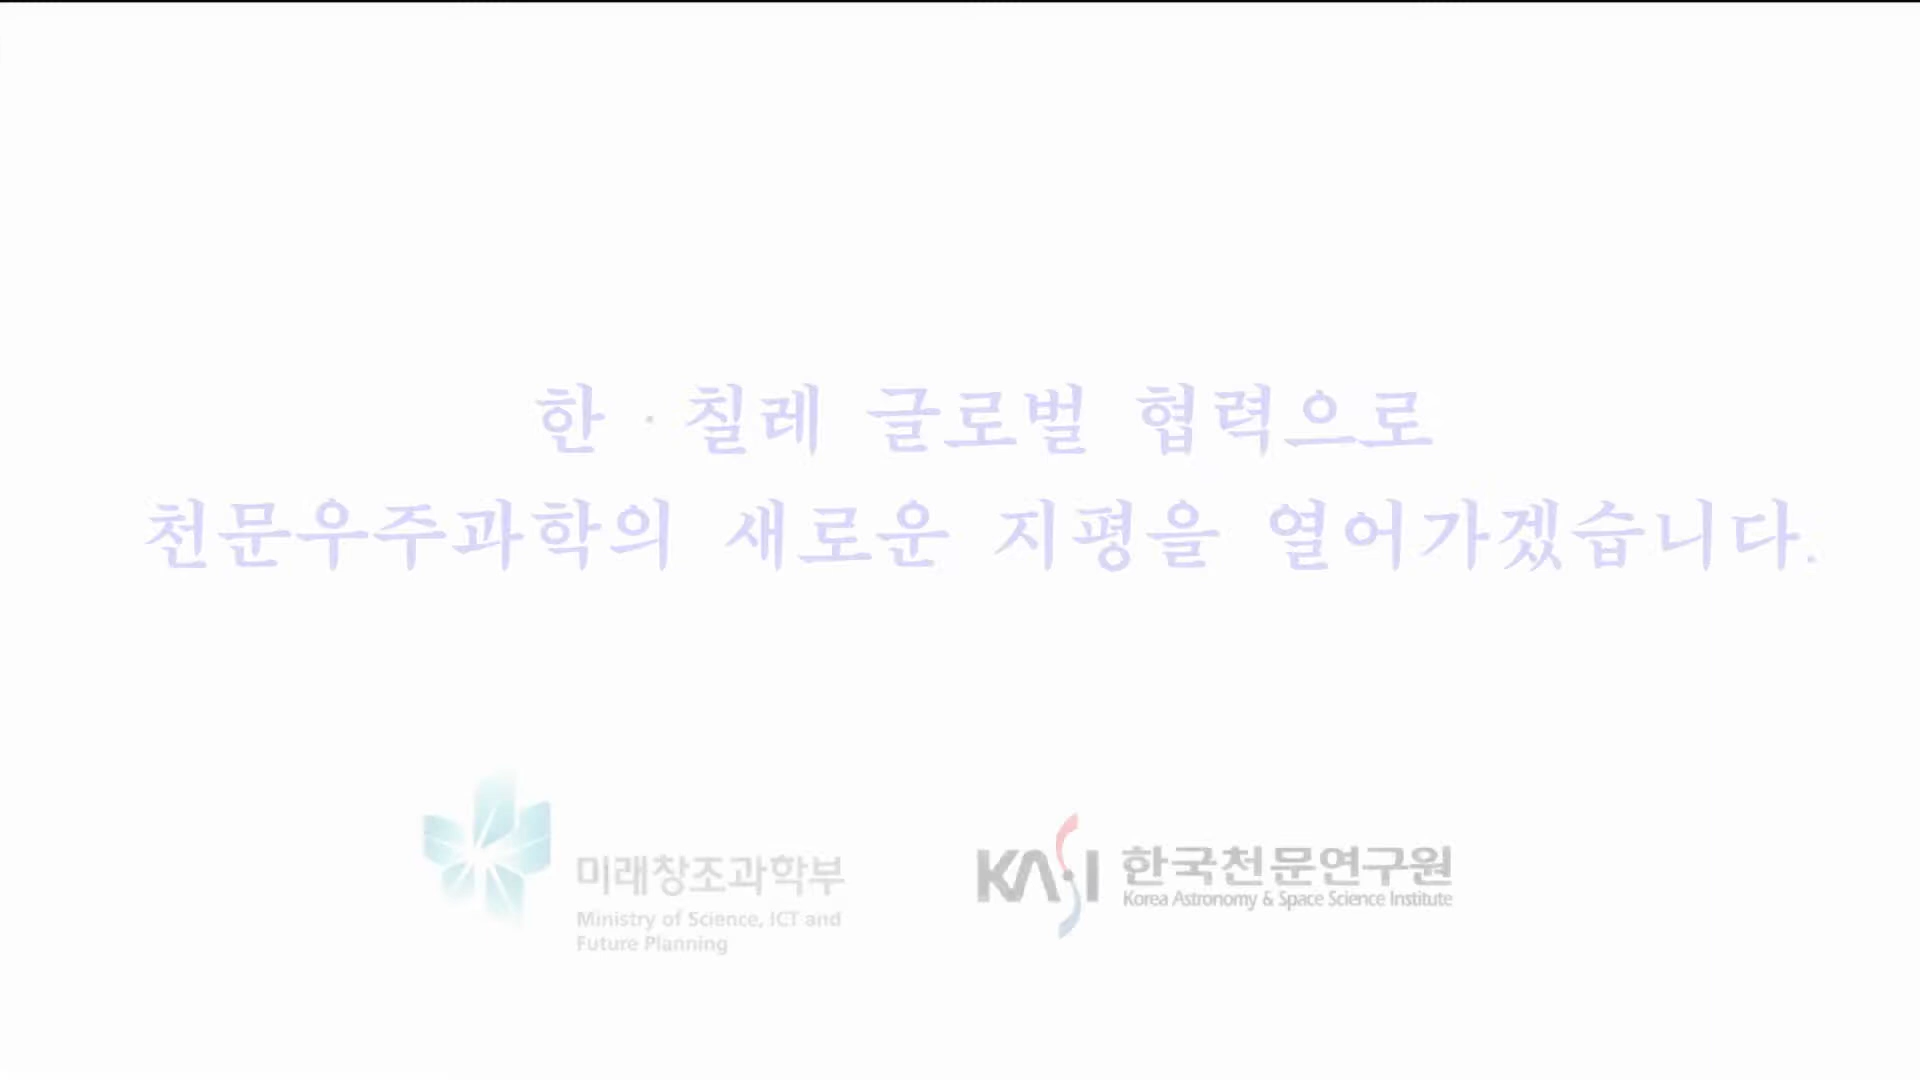 한 · 칠레 글로벌 협력으로
천문우주과학의 새로운 지평을 열어가겠습니다.
미래창조과학부
Ministry of Science, ICT and
Future Planning
KASI 한국천문연구원
Korea Astronomy & Space Science Institute